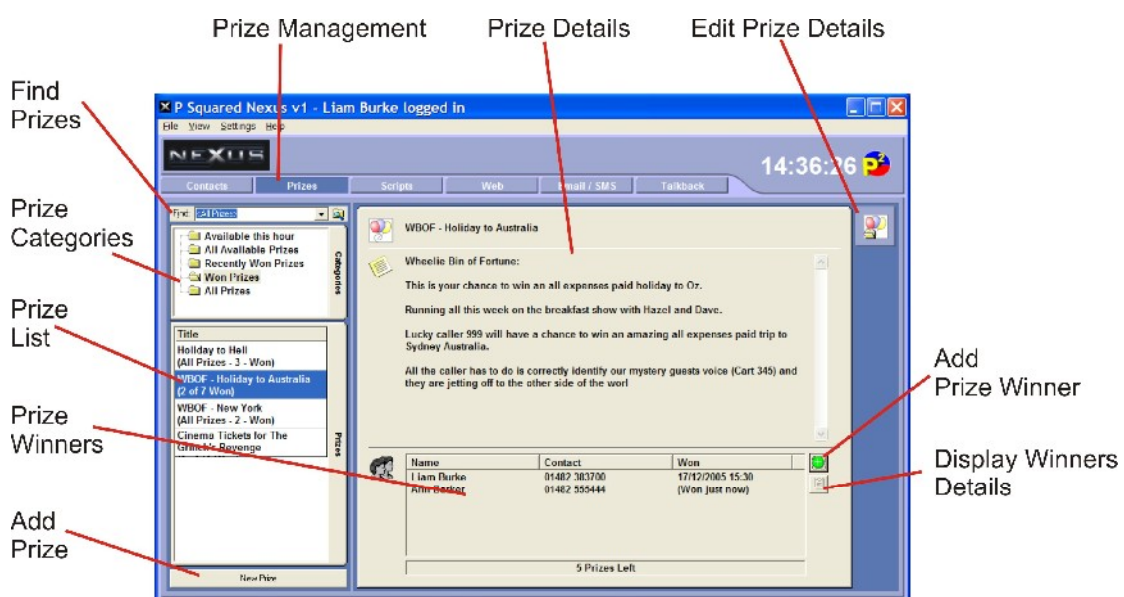 Prize Management
Prize Details
Edit Prize Details
Find
Prizes
P Squared Nexus v1 - Liam Burke logged in
File View Settings Help
NEXUS
14:36:26 P2
Contacts Prizes Scripts Web Email / SMS Talkback
Prize
Categories
Find: (All Prizes)
Available this hour
All Available Prizes
Recently Won Prizes
Won Prizes
All Prizes
Categories
WBOF - Holiday to Australia
Wheelie Bin of Fortune:
This is your chance to win an all expenses paid holiday to Oz.
Running all this week on the breakfast show with Hazel and Dave.
Lucky caller 999 will have a chance to win an amazing all expenses paid trip to
Sydney Australia.
All the caller has to do is correctly identify our mystery guests voice (Cart 345) and
they are jetting off to the other side of the worl
Prize
List
Title
Holiday to Hell
(All Prizes - 3 - Won)
WBOF - Holiday to Australia
(2 of 7 Won)
WBOF - New York
(All Prizes - 2 - Won)
Cinema Tickets for The
Grinch's Revenge
Prizes
Add
Prize Winner
Prize
Winners
Name Contact Won
Liam Burke 01482 383700 17/12/2005 15:30
Ann Barker 01482 555444 (Won just now)
Display Winners
Details
5 Prizes Left
Add
Prize
New Prize